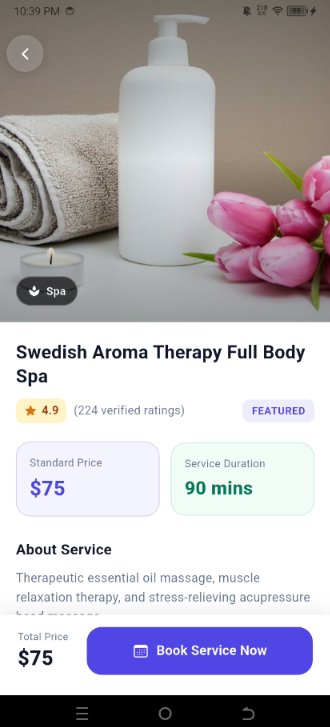 10:39 PM
Spa
Swedish Aroma Therapy Full Body
Spa
4.9 (224 verified ratings) FEATURED
Standard Price
$75
Service Duration
90 mins
About Service
Therapeutic essential oil massage, muscle
relaxation therapy, and stress-relieving acupressure
Total Price
$75
Book Service Now